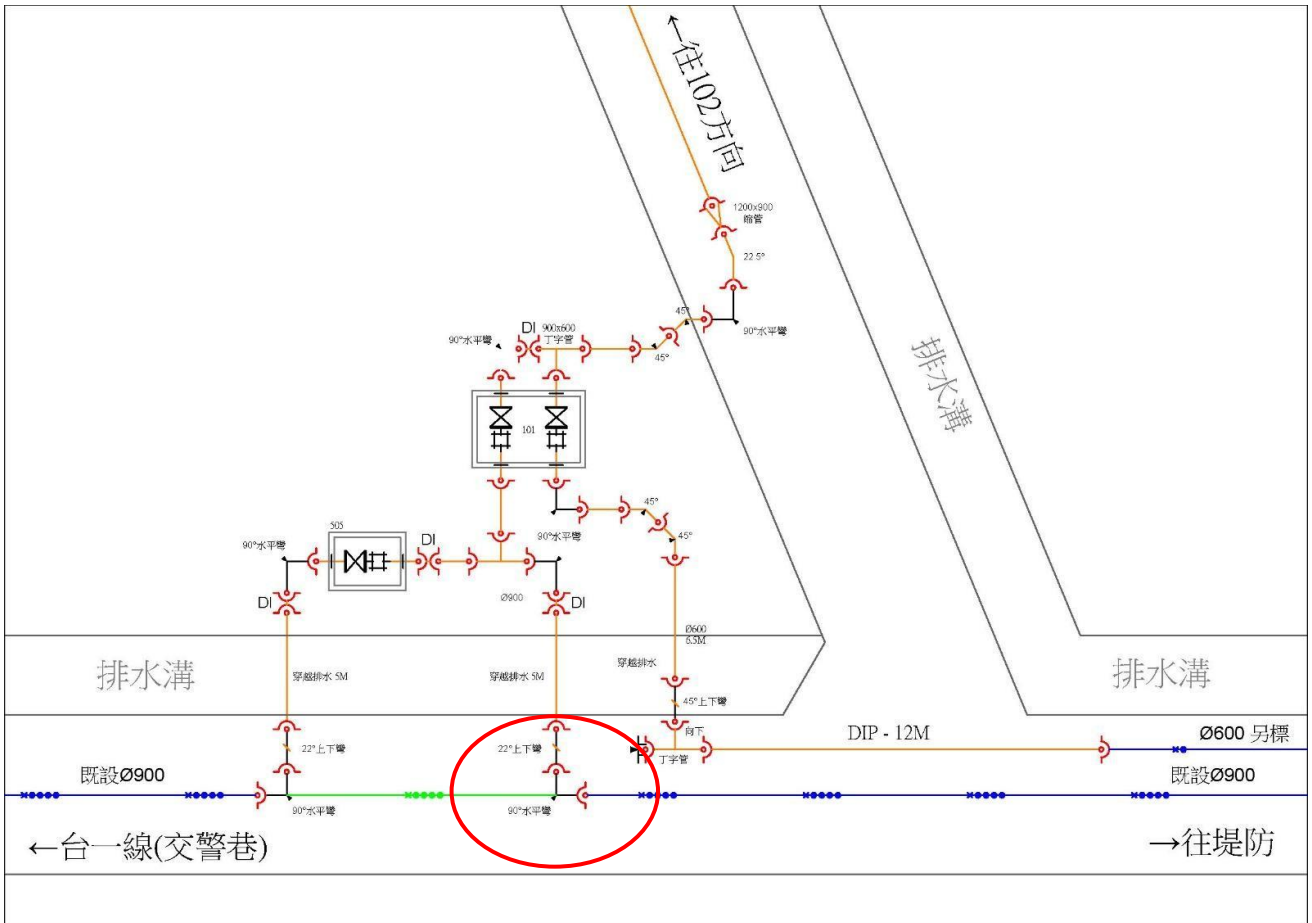 ←往102方向
1200x900
縮管
22.5°
45°
90°水平彎
DI
900x600
丁字管
90°水平彎
45°
排水溝
101
45°
505
90°水平彎
DI
90°水平彎
45°
DI
Ø900
DI
Ø600
6.5M
排水溝
穿越排水 5M
穿越排水 5M
穿越排水
排水溝
45°上下彎
向下
DIP - 12M
Ø600 另標
22°上下彎
22°上下彎
丁字管
既設Ø900
既設Ø900
90°水平彎
90°水平彎
←台一線(交警巷)
→往堤防